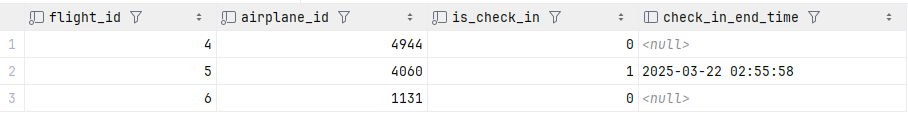 flight_id airplane_id is_check_in check_in_end_time
1 4 4944 0 <null>
2 5 4060 1 2025-03-22 02:55:58
3 6 1131 0 <null>